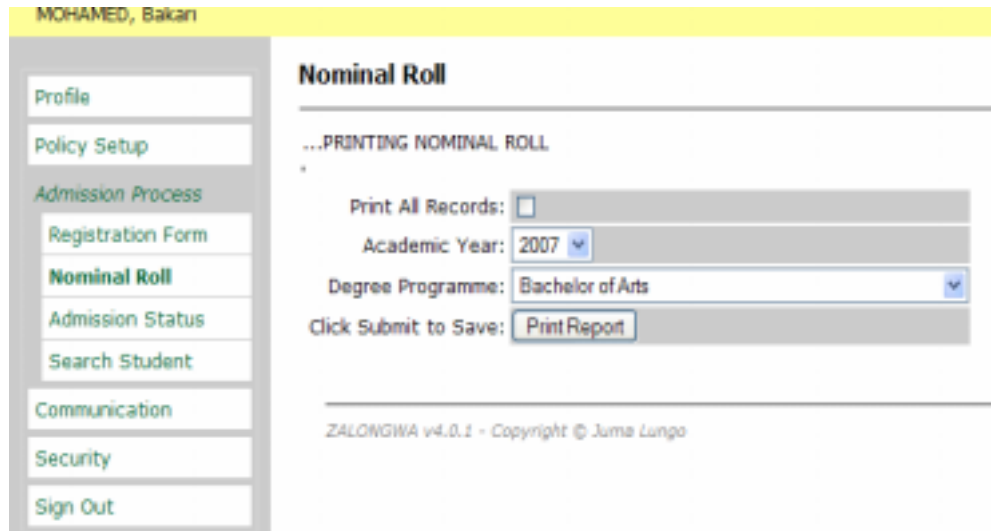 MOHAMED, Bakari
Profile
Policy Setup
Admission Process
Registration Form
Nominal Roll
Admission Status
Search Student
Communication
Security
Sign Out
Nominal Roll
...PRINTING NOMINAL ROLL
Print All Records:
Academic Year: 2007
Degree Programme: Bachelor of Arts
Click Submit to Save: Print Report
ZALONGWA v4.0.1 - Copyright © Juma Lungo